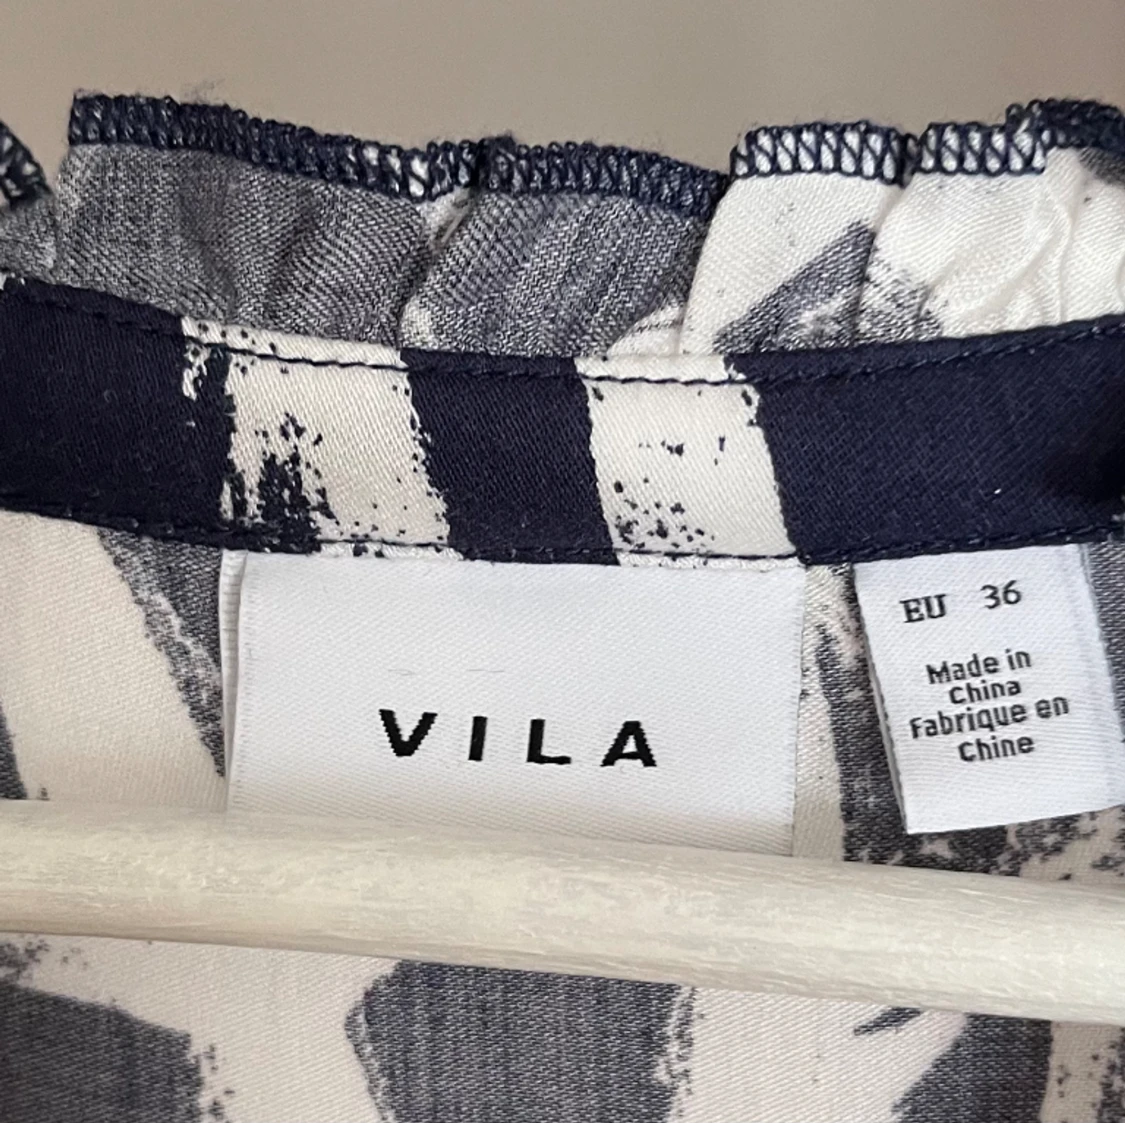 VILA
EU 36
Made in
China
Fabrique en
Chine